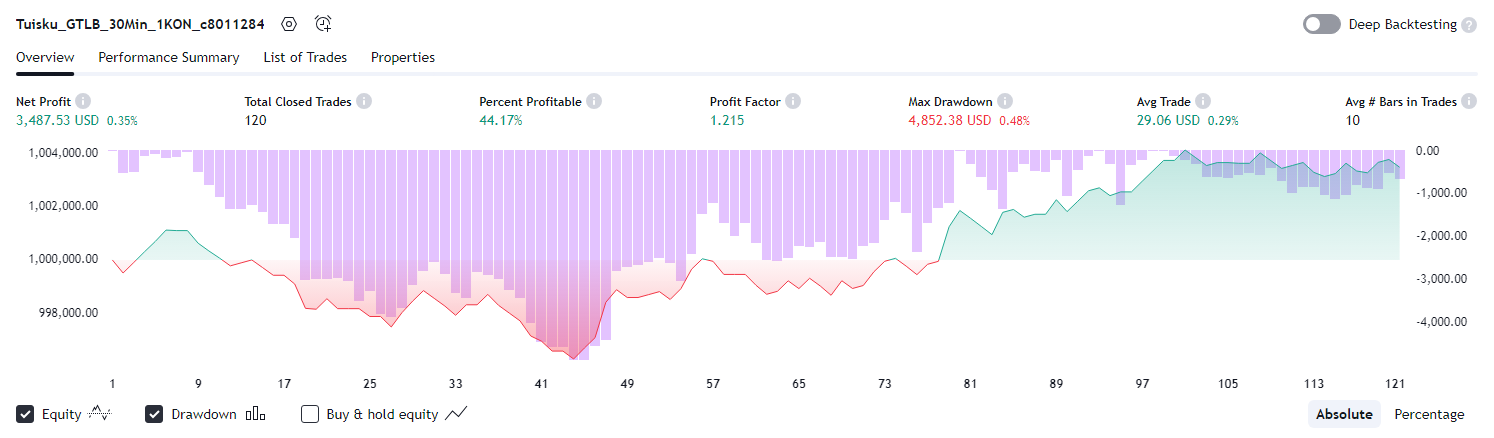 Tuisku_GTLB_30Min_1KON_c8011284
Deep Backtesting
Overview Performance Summary List of Trades Properties
Net Profit Total Closed Trades Percent Profitable Profit Factor Max Drawdown Avg Trade Avg # Bars in Trades
3,487.53 USD 0.35% 120 44.17% 1.215 4,852.38 USD 0.48% 29.06 USD 0.29% 10
1,004,000.00 0.00
-1,000.00
1,002,000.00
-2,000.00
1,000,000.00
-3,000.00
998,000.00
-4,000.00
1 9 17 25 33 41 49 57 65 73 81 89 97 105 113 121
Equity Drawdown Buy & hold equity Absolute Percentage